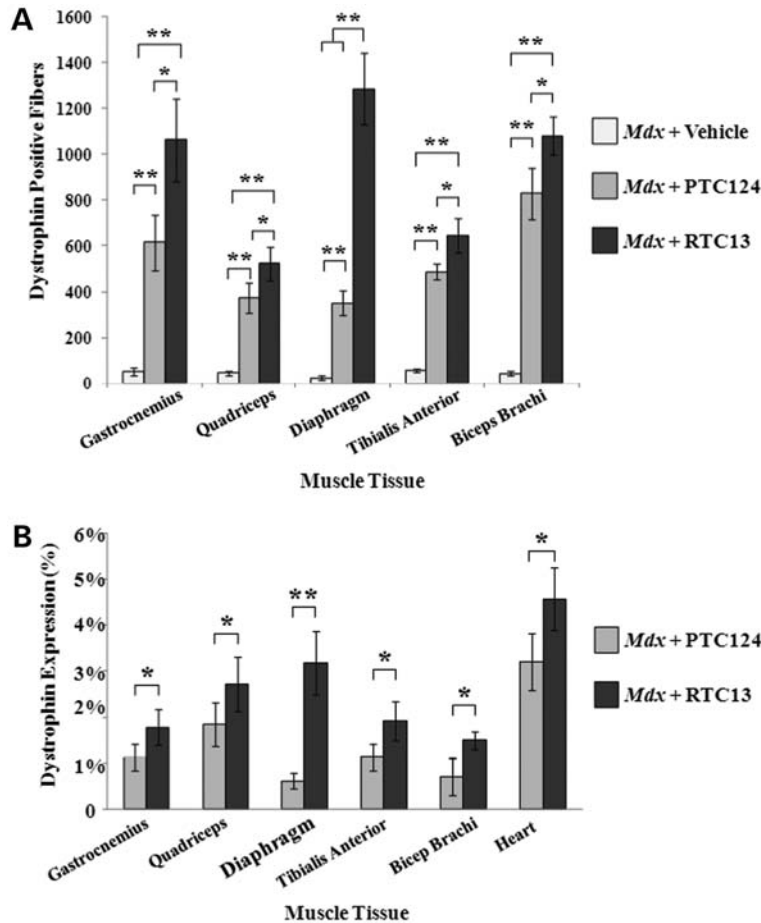 A
Dystrophin Positive Fibers
1600
1400
1200
1000
800
600
400
200
0
** * **
** * **
** **
** * **
** * **
Gastrocnemius
Quadriceps
Diaphragm
Tibialis Anterior
Biceps Brachi
Muscle Tissue
Mdx + Vehicle
Mdx + PTC124
Mdx + RTC13
B
Dystrophin Expression (%)
6%
5%
4%
3%
2%
1%
0
*
*
**
*
*
*
Gastrocnemius
Quadriceps
Diaphragm
Tibialis Anterior
Bicep Brachi
Heart
Muscle Tissue
Mdx + PTC124
Mdx + RTC13